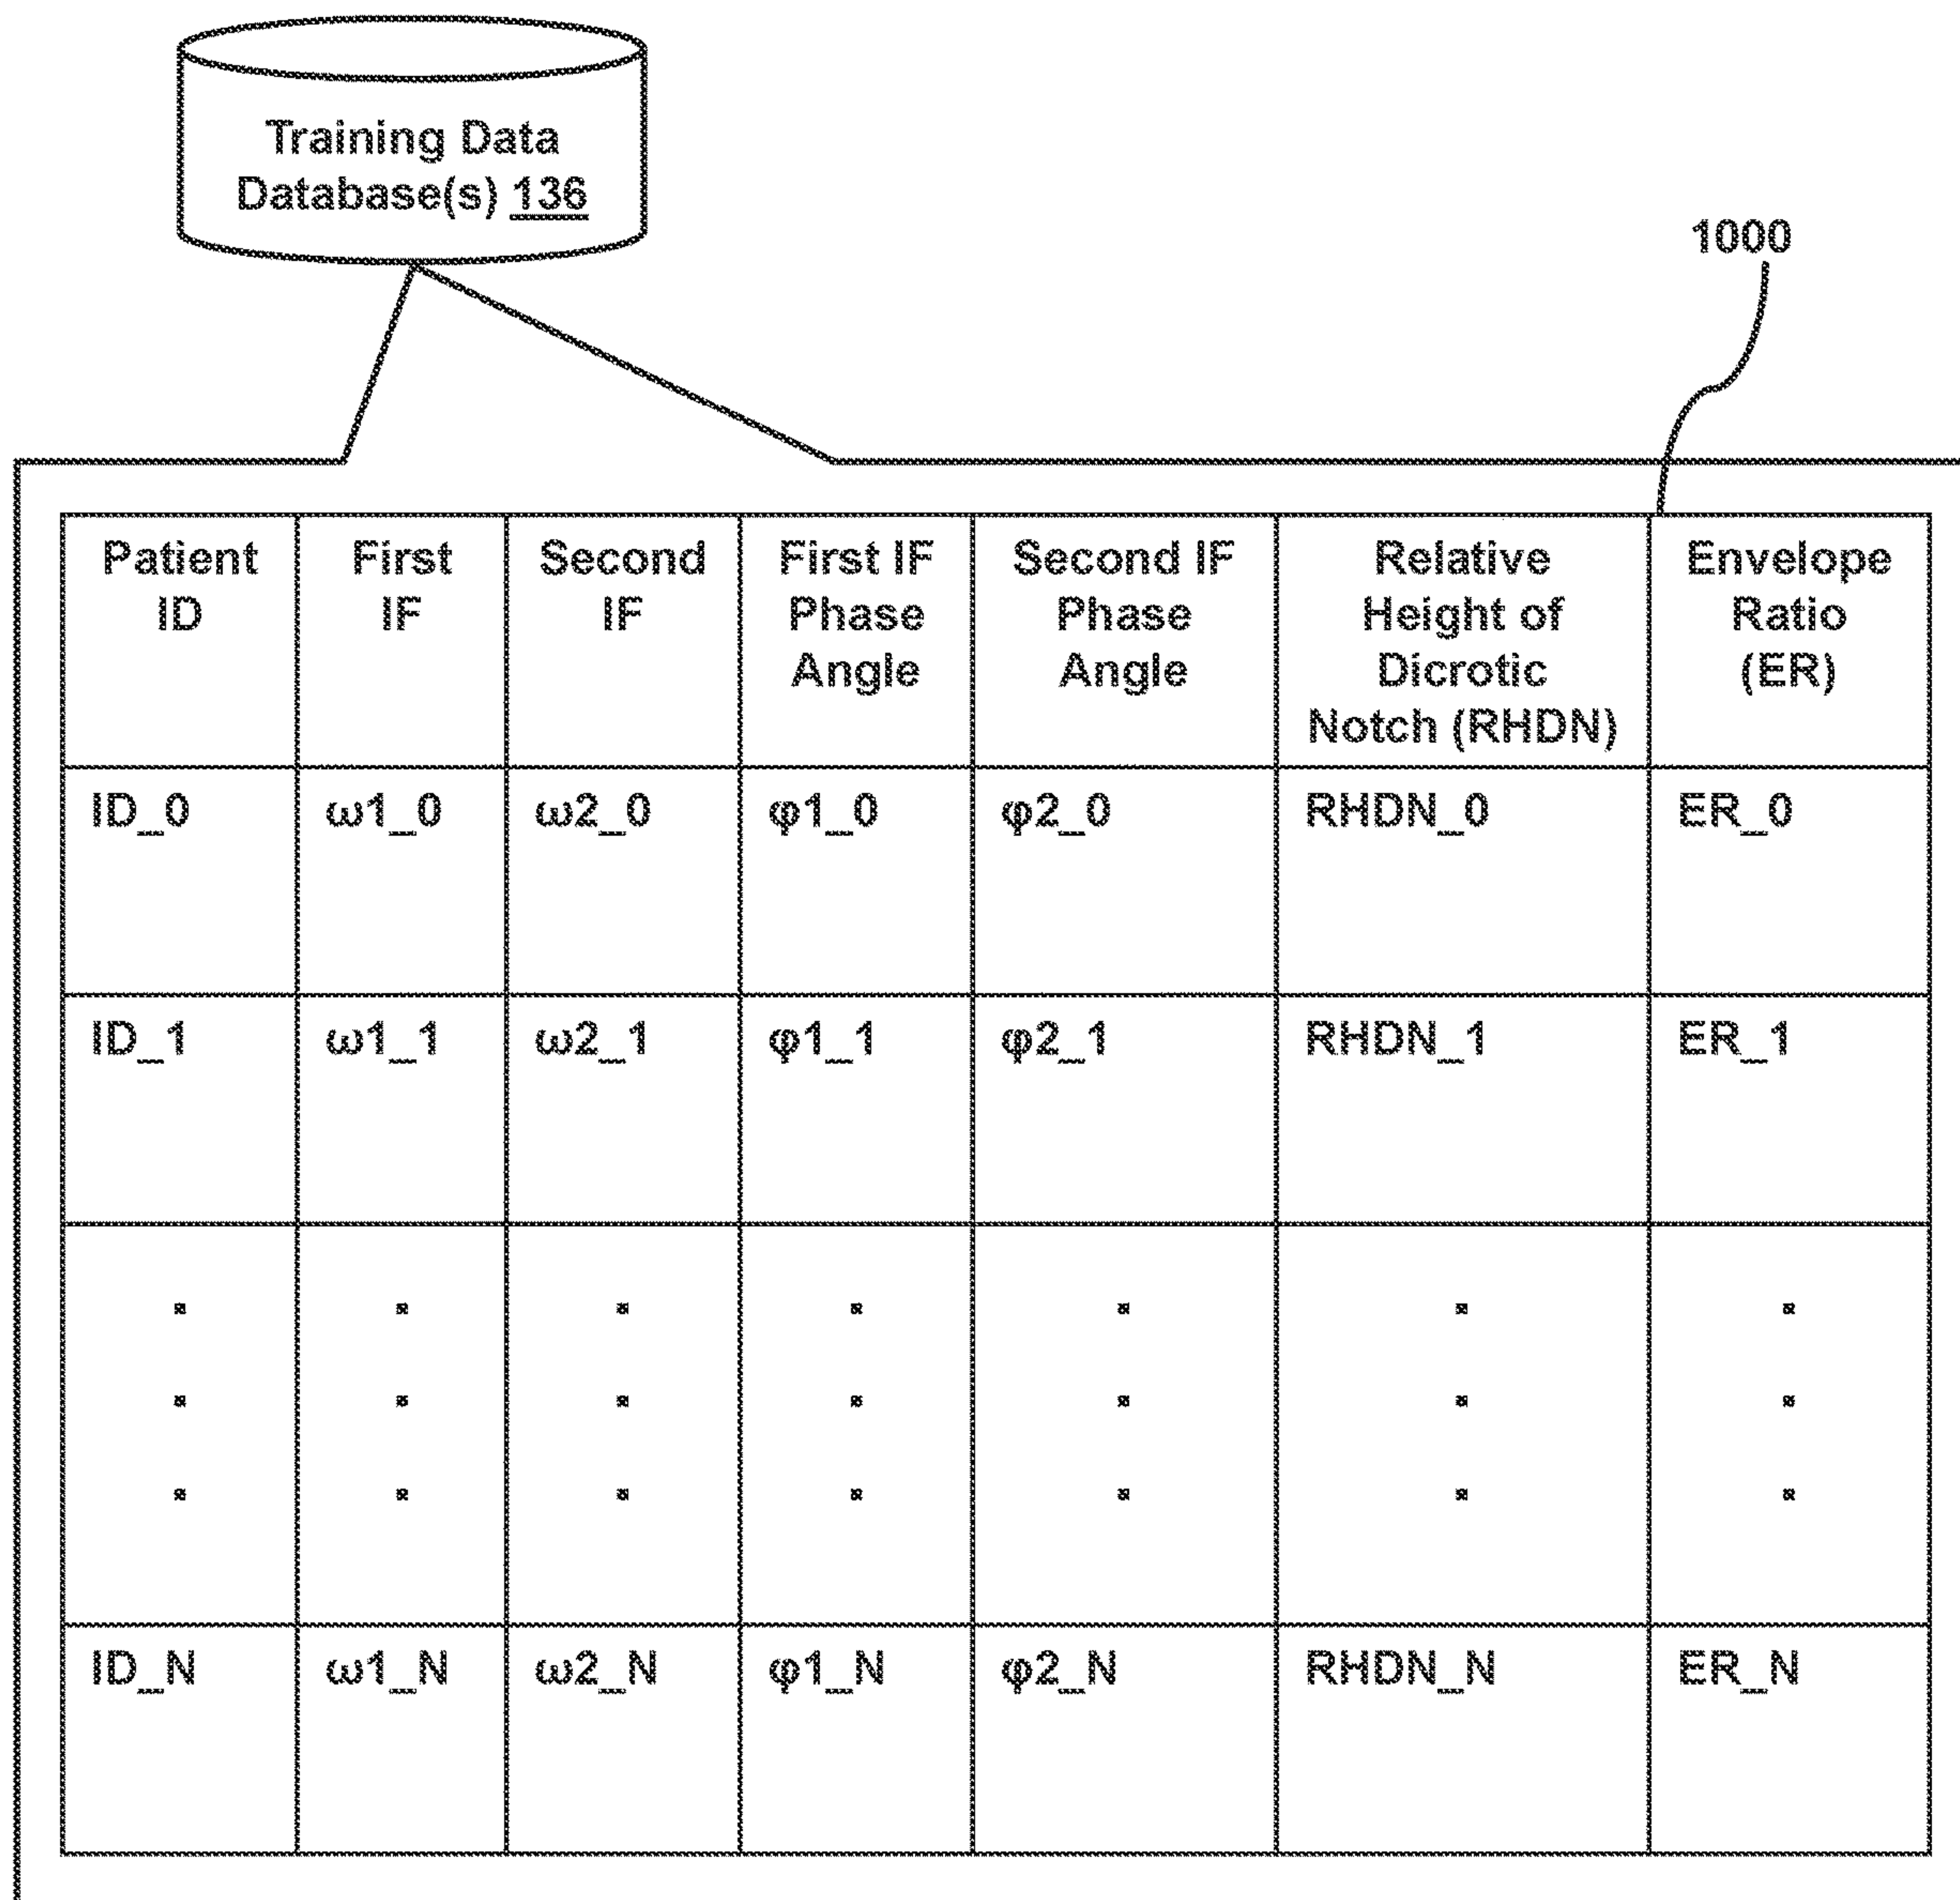 Training Data
Database(s) 136
1000
Patient ID First IF Second IF First IF Phase Angle Second IF Phase Angle Relative Height of Dicrotic Notch (RHDN) Envelope Ratio (ER)
ID_0 ω1_0 ω2_0 φ1_0 φ2_0 RHDN_0 ER_0
ID_1 ω1_1 ω2_1 φ1_1 φ2_1 RHDN_1 ER_1
ID_N ω1_N ω2_N φ1_N φ2_N RHDN_N ER_N